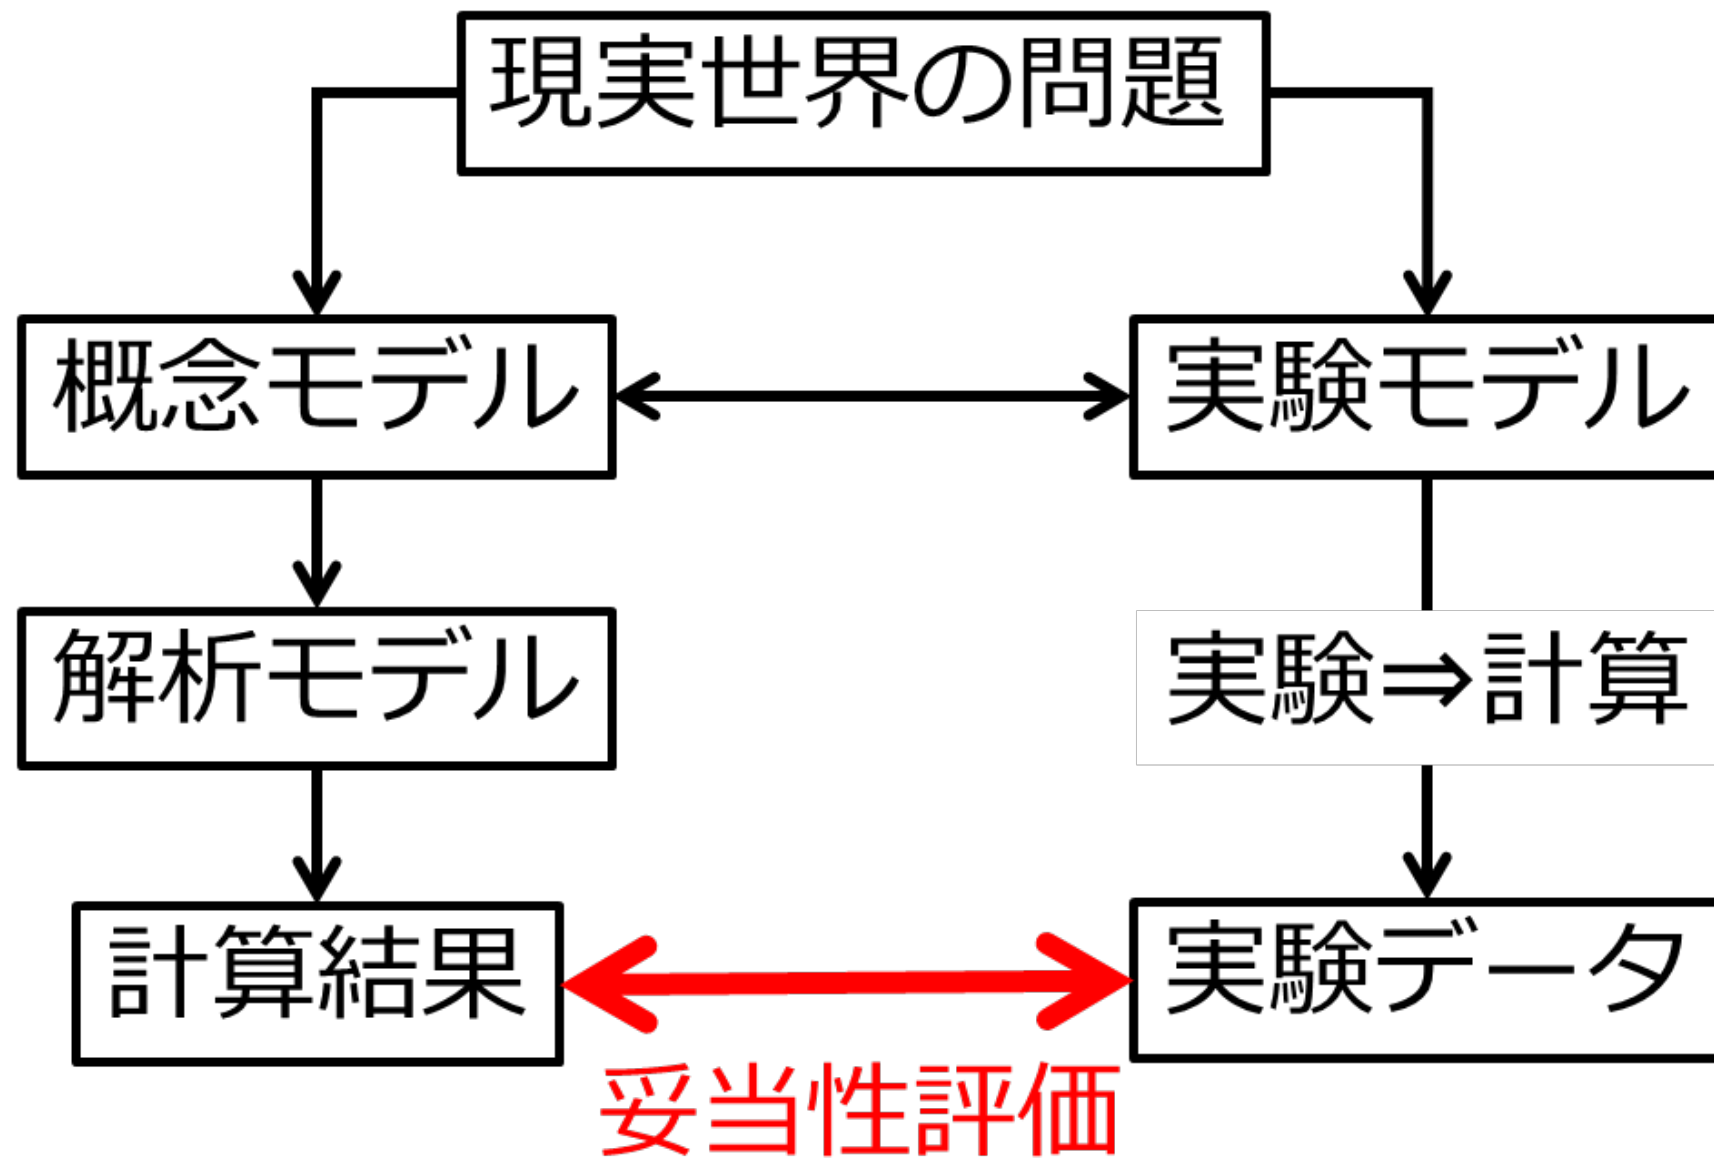 現実世界の問題
概念モデル
実験モデル
解析モデル
実験⇒計算
計算結果
実験データ
妥当性評価